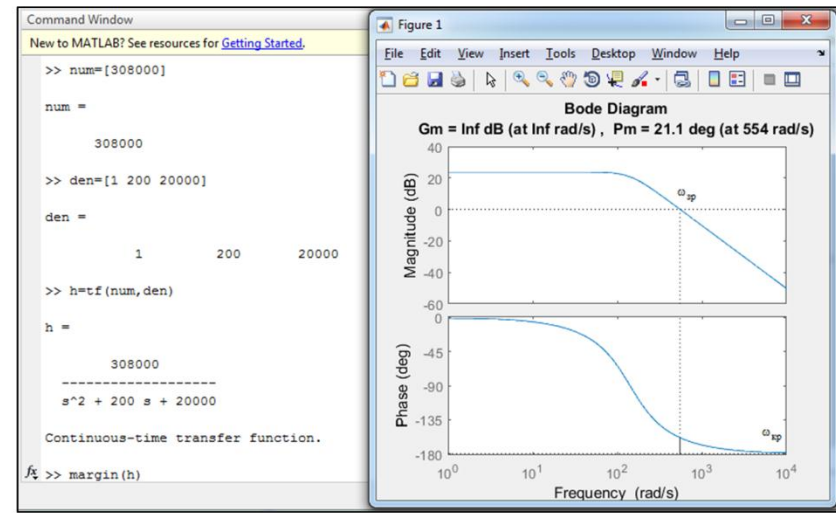 Command Window
New to MATLAB? See resources for Getting Started.
>> num=[308000]
num =
308000
>> den=[1 200 20000]
den =
1 200 20000
>> h=tf(num,den)
h =
308000
-------------------
s^2 + 200 s + 20000
Continuous-time transfer function.
fx >> margin(h)
Figure 1
File Edit View Insert Tools Desktop Window Help
Bode Diagram
Gm = Inf dB (at Inf rad/s) , Pm = 21.1 deg (at 554 rad/s)
Magnitude (dB)
40
20
0
-20
-40
-60
ωзр
Phase (deg)
0
-45
-90
-135
-180
ωкр
10^0 10^1 10^2 10^3 10^4
Frequency (rad/s)